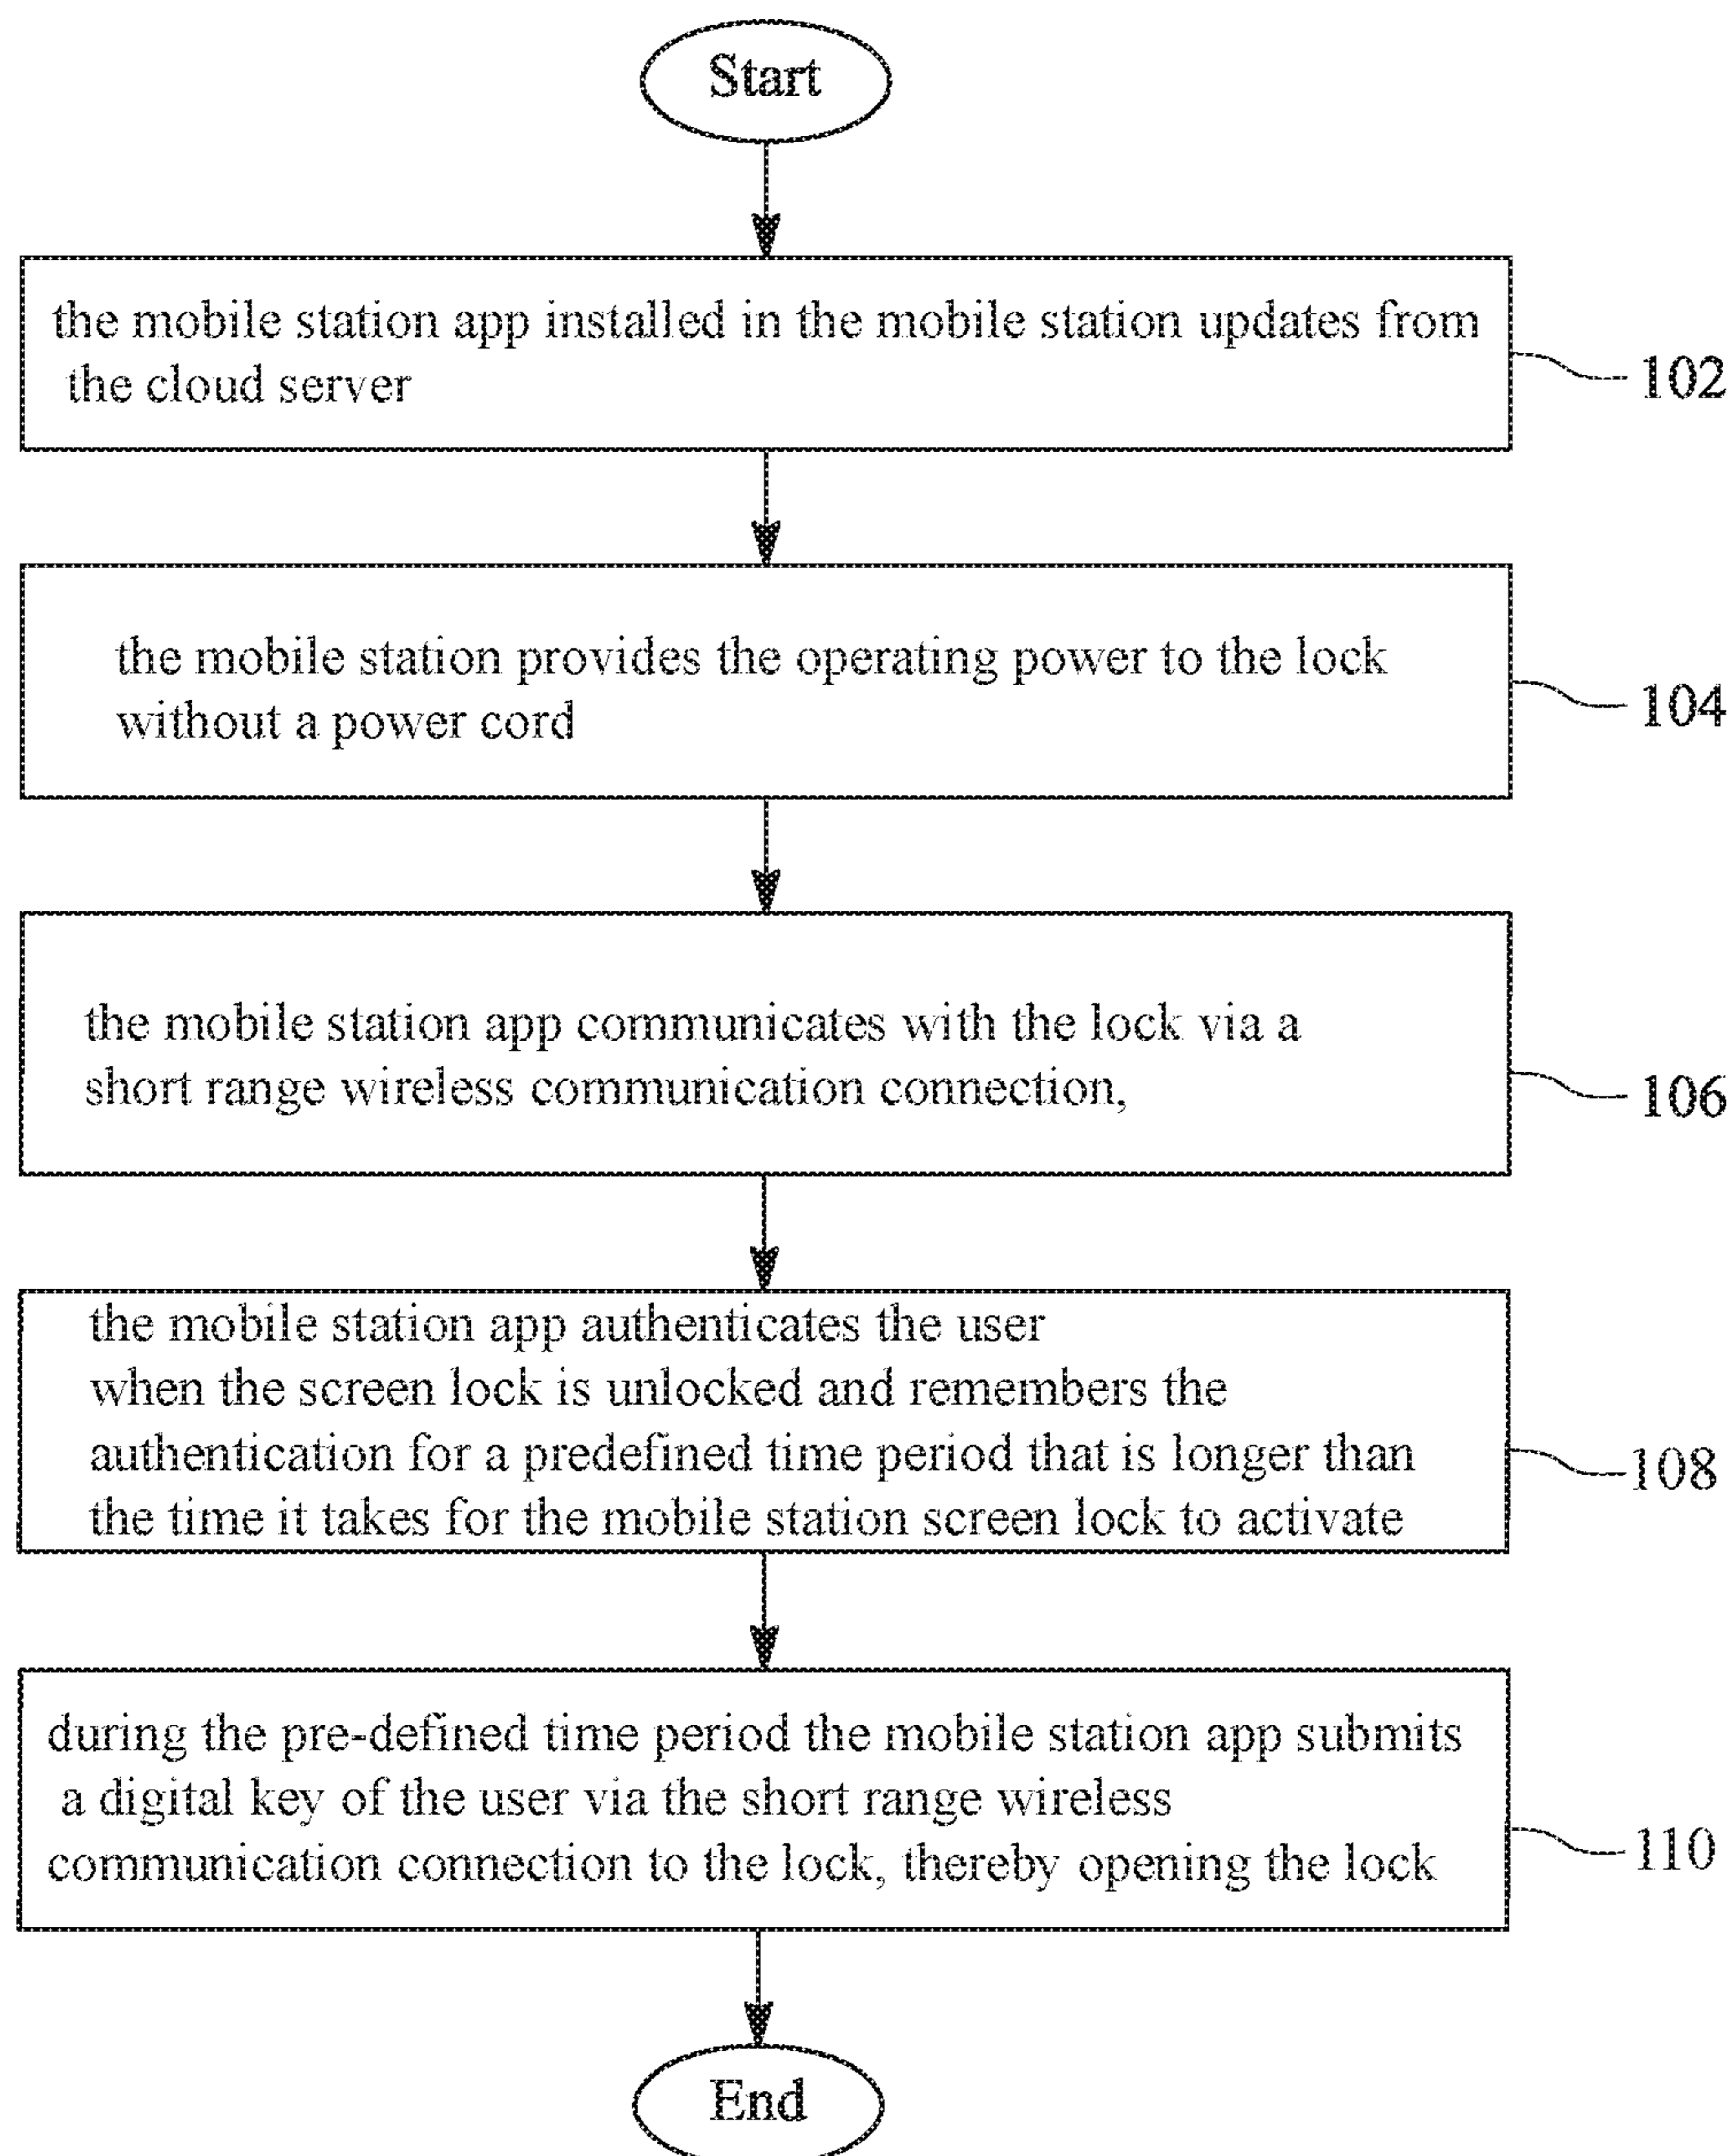 Start
the mobile station app installed in the mobile station updates from
the cloud server
102
the mobile station provides the operating power to the lock
without a power cord
104
the mobile station app communicates with the lock via a
short range wireless communication connection,
106
the mobile station app authenticates the user
when the screen lock is unlocked and remembers the
authentication for a predefined time period that is longer than
the time it takes for the mobile station screen lock to activate
108
during the pre-defined time period the mobile station app submits
a digital key of the user via the short range wireless
communication connection to the lock, thereby opening the lock
110
End